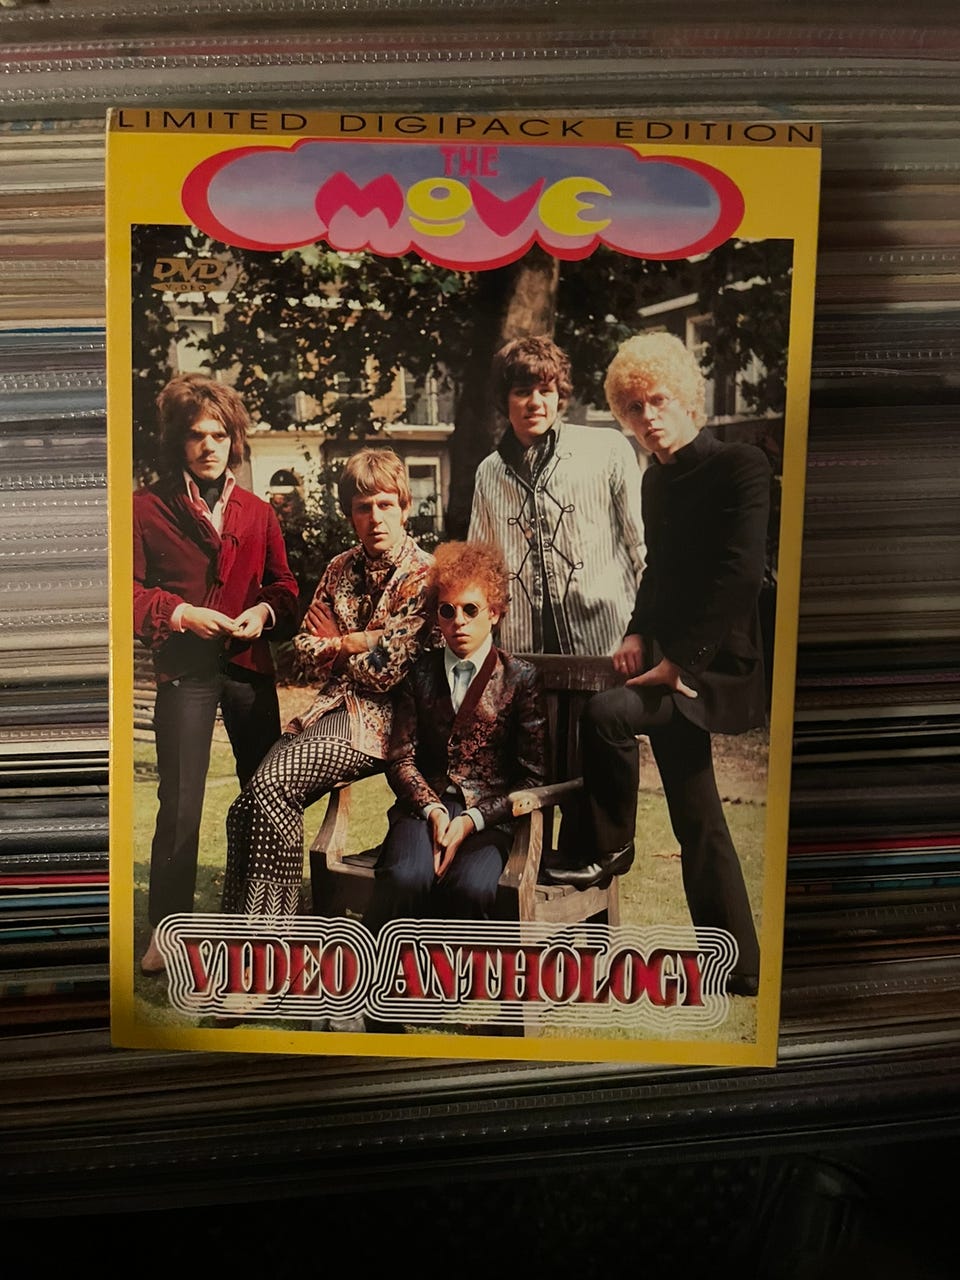 LIMITED DIGIPACK EDITION
THE
MOVE
DVD
VIDEO
VIDEO ANTHOLOGY